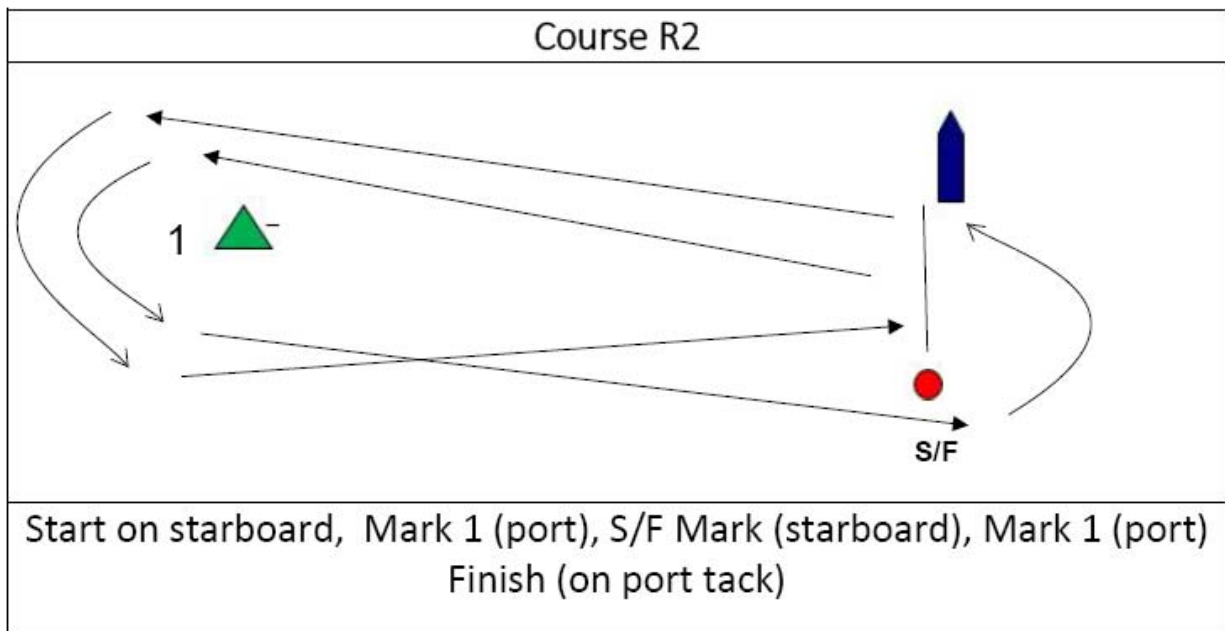 Course R2
1
S/F
Start on starboard, Mark 1 (port), S/F Mark (starboard), Mark 1 (port)
Finish (on port tack)